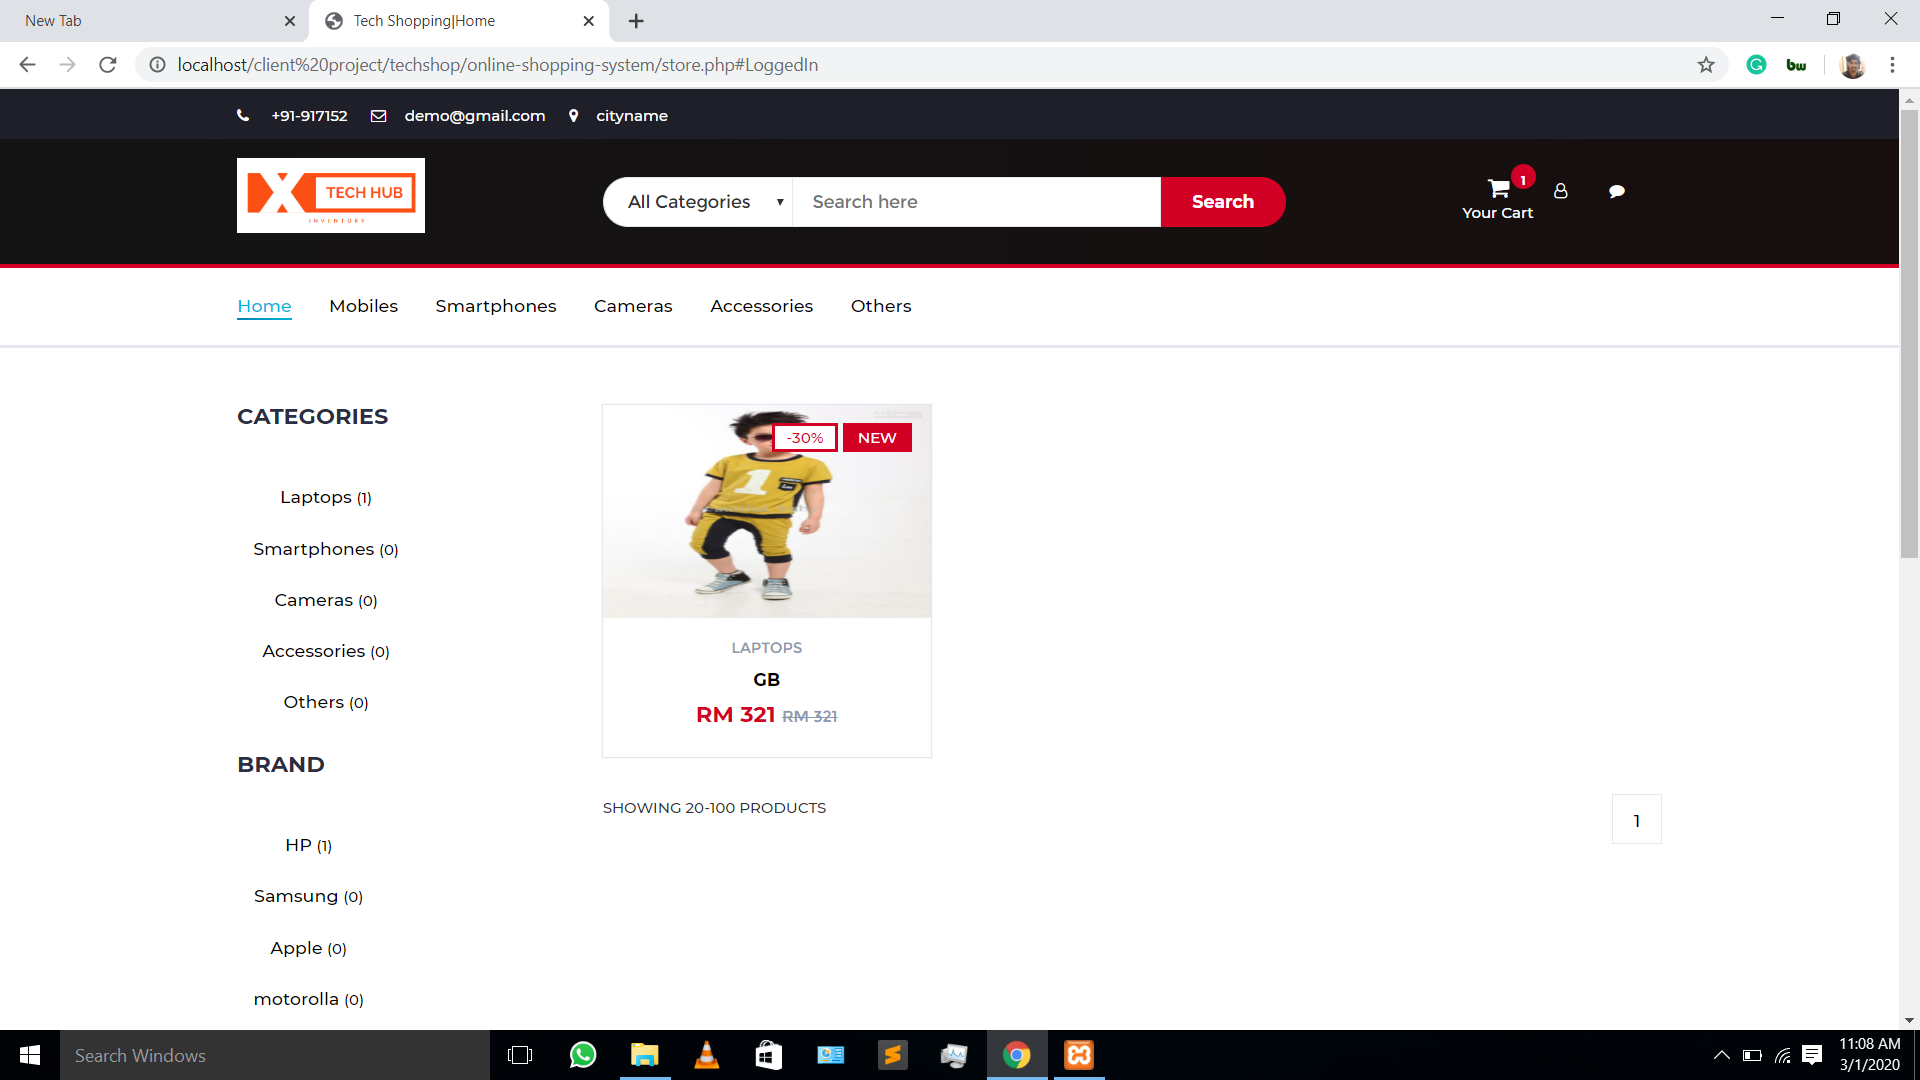 New Tab
Tech Shopping|Home
localhost/client%20project/techshop/online-shopping-system/store.php#LoggedIn
+91-917152 demo@gmail.com cityname
TECH HUB
INVENTORY
All Categories
Search here
Search
1
Your Cart
Home Mobiles Smartphones Cameras Accessories Others
CATEGORIES
Laptops (1)
Smartphones (0)
Cameras (0)
Accessories (0)
Others (0)
BRAND
HP (1)
Samsung (0)
Apple (0)
motorolla (0)
-30%
NEW
1
LAPTOPS
GB
RM 321 RM 321
SHOWING 20-100 PRODUCTS
1
Search Windows
11:08 AM
3/1/2020